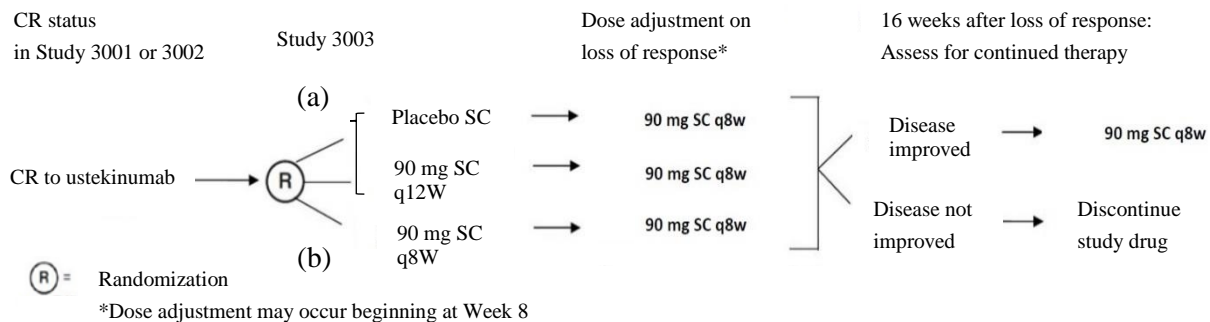 CR status
in Study 3001 or 3002
Study 3003
Dose adjustment on
loss of response*
16 weeks after loss of response:
Assess for continued therapy
(a)
Placebo SC
90 mg SC q8w
Disease
improved
90 mg SC q8w
CR to ustekinumab
R
90 mg SC
q12W
90 mg SC q8w
90 mg SC
q8W
90 mg SC q8w
Disease not
improved
Discontinue
study drug
(b)
R = Randomization
*Dose adjustment may occur beginning at Week 8